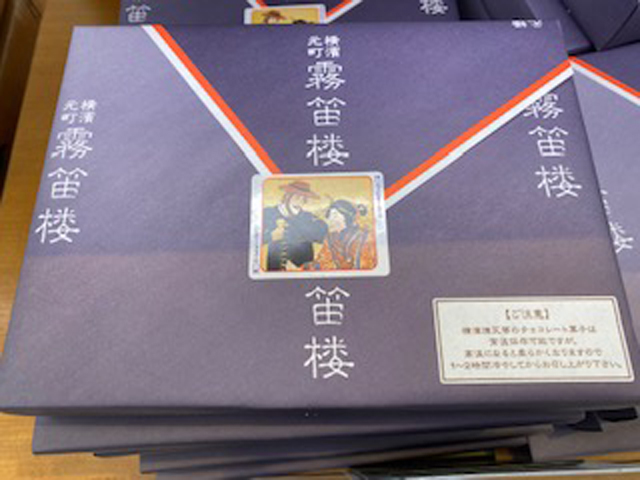 横濱
元町
霧笛楼
横濱
元町
霧笛楼
霧笛楼
笛楼
【ご注意】
横濱煉瓦等のチョコレート菓子は
常温保存可能ですが、
常温になると柔らかくなりますので
1〜2時間冷やしてからお召し上がり下さい。
笛
楼